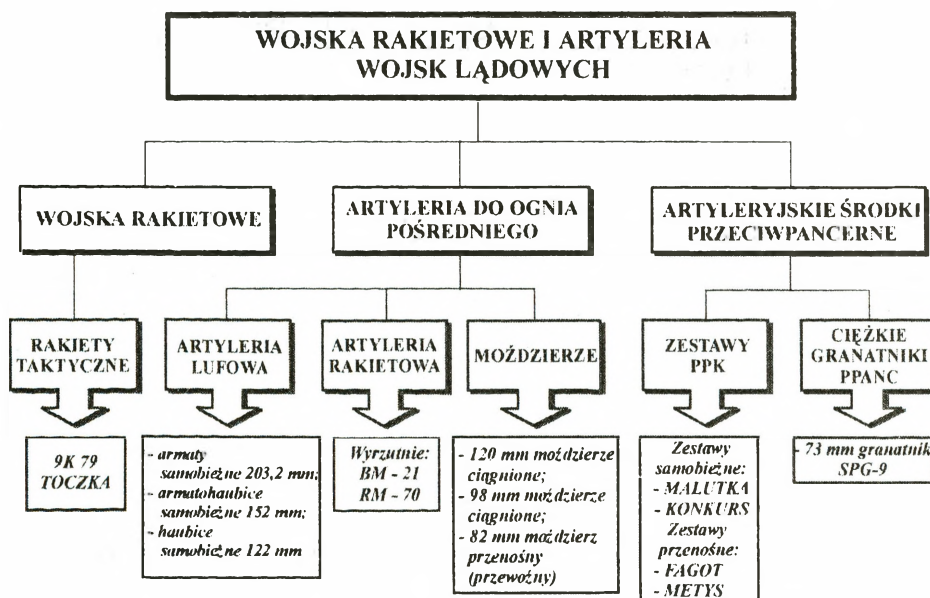 WOJSKA RAKIETOWE I ARTYLERIA
WOJSK LĄDOWYCH
WOJSKA RAKIETOWE
ARTYLERIA DO OGNIA
POŚREDNIEGO
ARTYLERYJSKIE ŚRODKI
PRZECIWPANCERNE
RAKIETY
TAKTYCZNE
ARTYLERIA
LUFOWA
ARTYLERIA
RAKIETOWA
MOŹDZIERZE
ZESTAWY
PPK
CIĘŻKIE
GRANATNIKI
PPANC
9K 79
TOCZKA
- armaty
samobieżne 203,2 mm;
- armatohaubice
samobieżne 152 mm;
- haubice
samobieżne 122 mm
Wyrzutnie:
BM - 21
RM - 70
- 120 mm moździerze
ciągnione;
- 98 mm moździerze
ciągnione;
- 82 mm moździerz
przenośny
(przewoźny)
Zestawy
samobieżne:
- MALUTKA
- KONKURS
Zestawy
przenośne:
- FAGOT
- METYS
- 73 mm granatnik
SPG-9